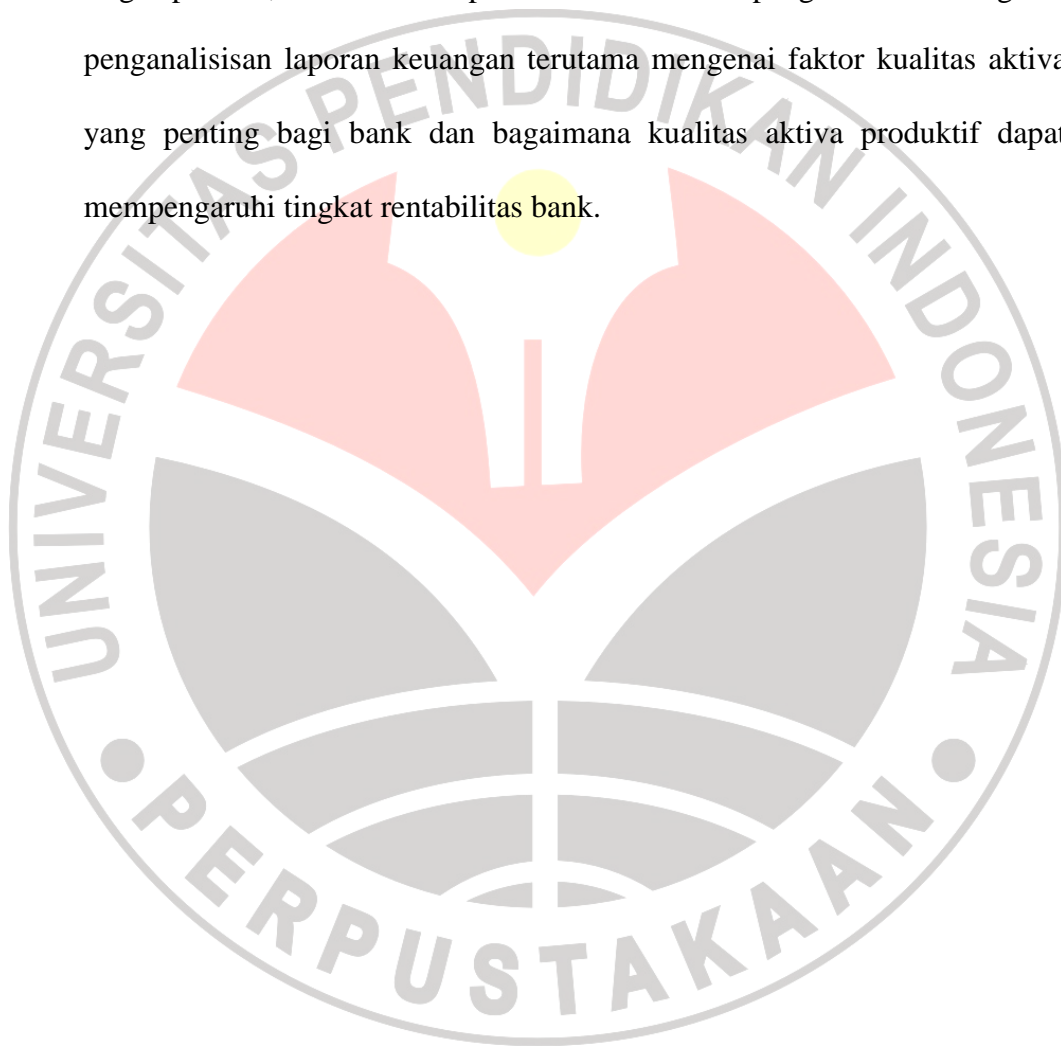 penganalisisan laporan keuangan terutama mengenai faktor kualitas aktiva
yang penting bagi bank dan bagaimana kualitas aktiva produktif dapat
mempengaruhi tingkat rentabilitas bank.
UNIVERSITAS PENDIDIKAN INDONESIA
PERPUSTAKAAN